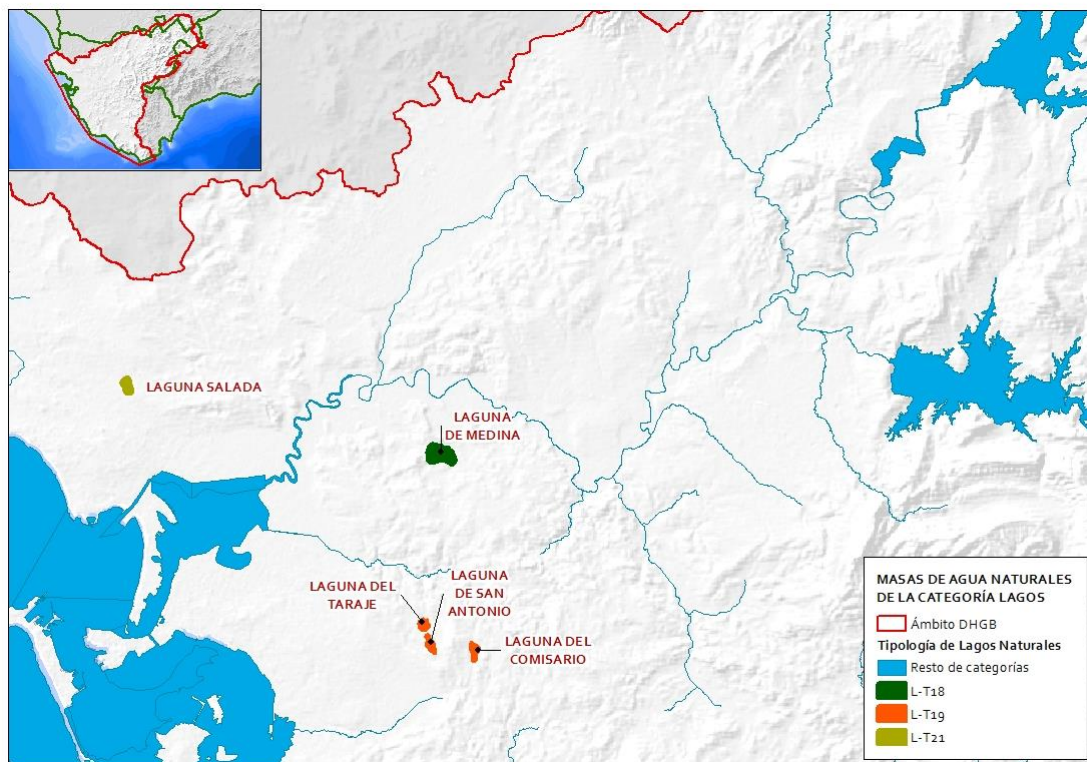 LAGUNA SALADA
LAGUNA
DE MEDINA
LAGUNA DEL
TARAJE
LAGUNA
DE SAN
ANTONIO
LAGUNA DEL
COMISARIO
MASAS DE AGUA NATURALES
DE LA CATEGORÍA LAGOS
Ámbito DHGB
Tipología de Lagos Naturales
Resto de categorías
L-T18
L-T19
L-T21